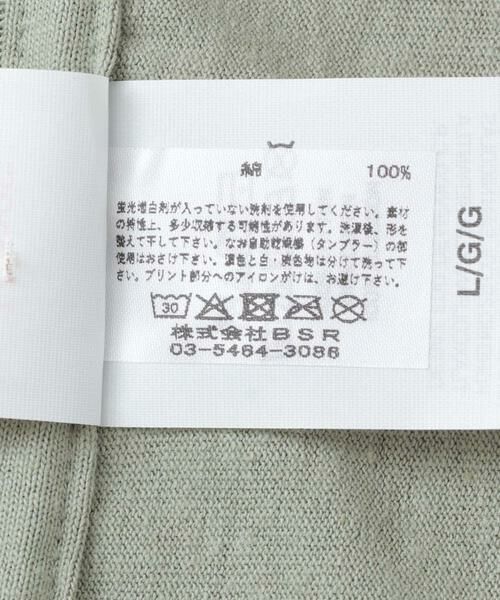 綿 100%
蛍光増白剤が入っていない洗剤を使用してください。素材
の特性上、多少収縮する可能性があります。洗濯後、形を
整えて干して下さい。なお自動乾燥機（タンブラー）の御
使用はおさけ下さい。濃色と白・淡色物は分けて洗って下
さい。プリント部分へのアイロンがけは、お避け下さい。
30
株式会社BSR
03-5464-3086
L/G/G